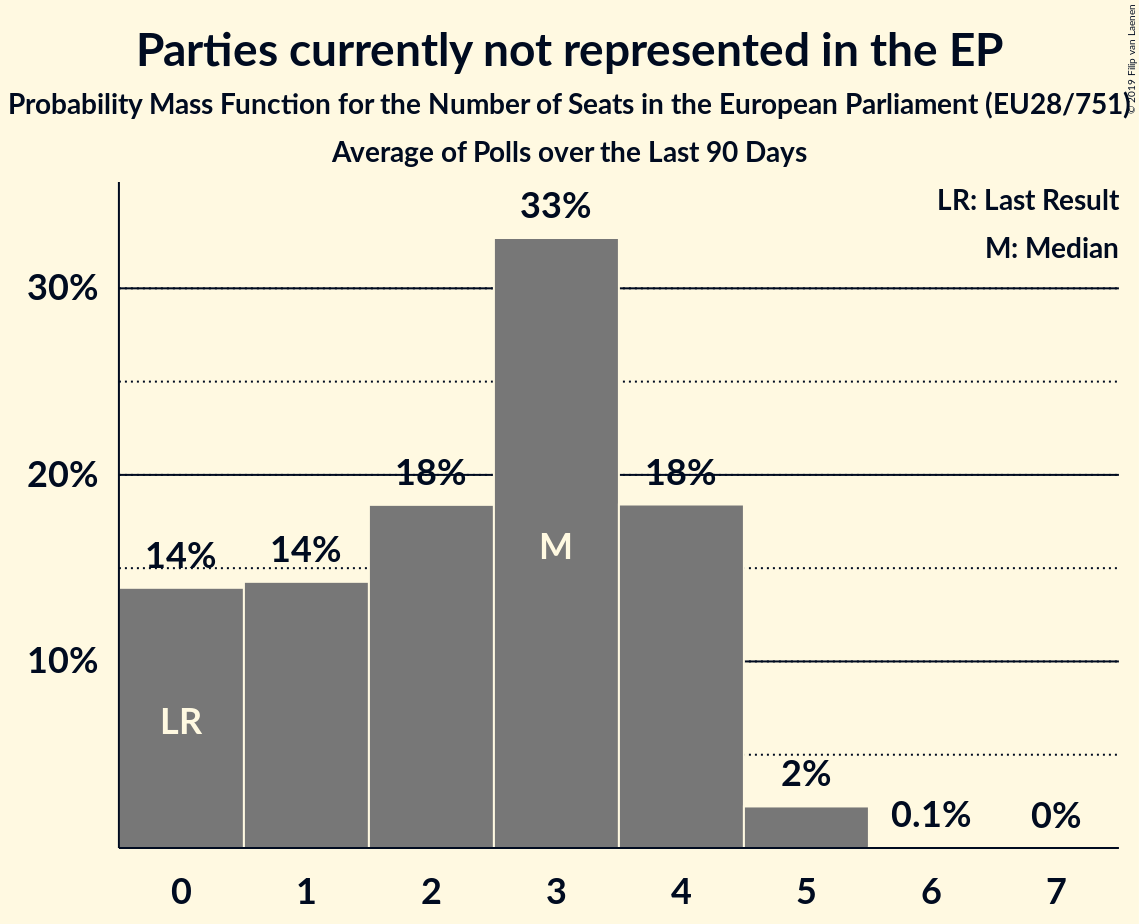 Parties currently not represented in the EP
Probability Mass Function for the Number of Seats in the European Parliament (EU28/751)
Average of Polls over the Last 90 Days
© 2019 Filip van Laenen
LR: Last Result
M: Median
33%
30%
20%
18%
18%
M
14%
14%
10%
LR
2%
0.1%
0%
0 1 2 3 4 5 6 7